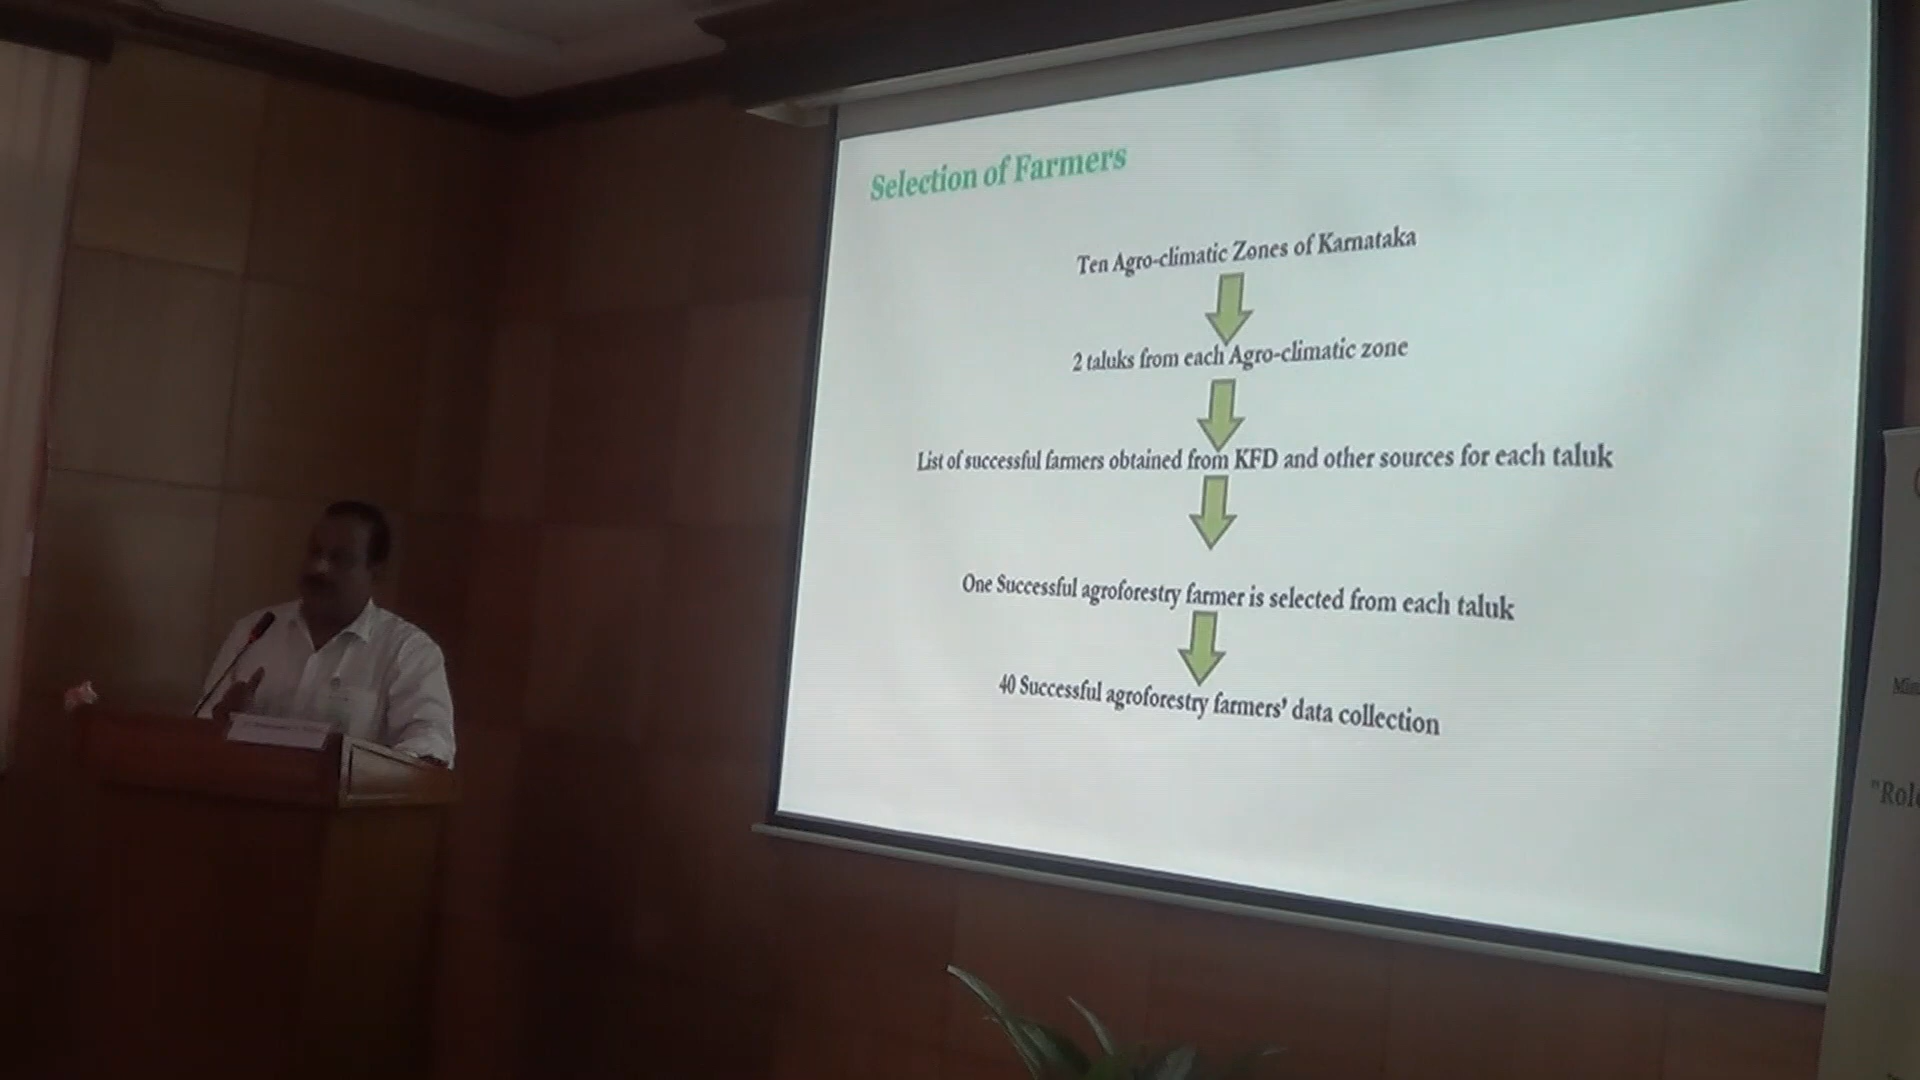 Selection of Farmers
Ten Agro-climatic Zones of Karnataka
2 taluks from each Agro-climatic zone
List of successful farmers obtained from KFD and other sources for each taluk
One Successful agroforestry farmer is selected from each taluk
40 Successful agroforestry farmers' data collection